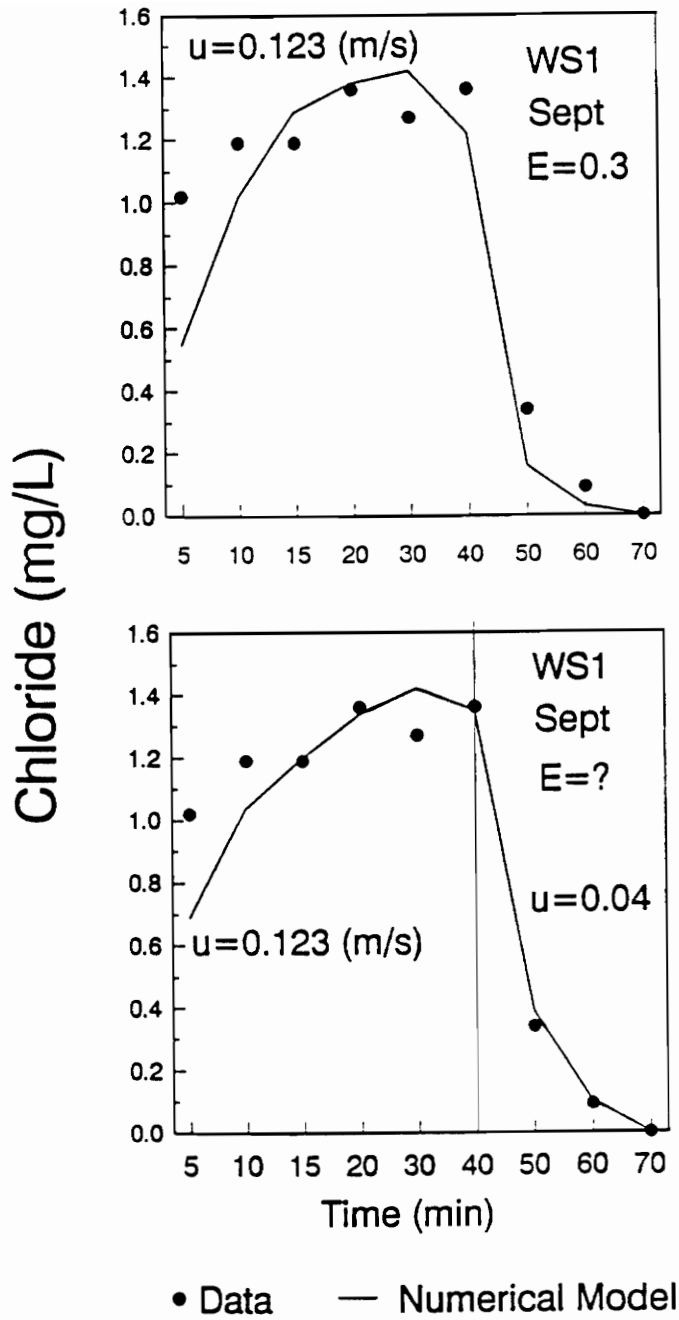 Chloride (mg/L)
1.6
1.4
1.2
1.0
0.8
0.6
0.4
0.2
0.0
u=0.123 (m/s)
WS1
Sept
E=0.3
5 10 15 20 30 40 50 60 70
1.6
1.4
1.2
1.0
0.8
0.6
0.4
0.2
0.0
WS1
Sept
E=?
u=0.04
u=0.123 (m/s)
5 10 15 20 30 40 50 60 70
Time (min)
Data Numerical Model